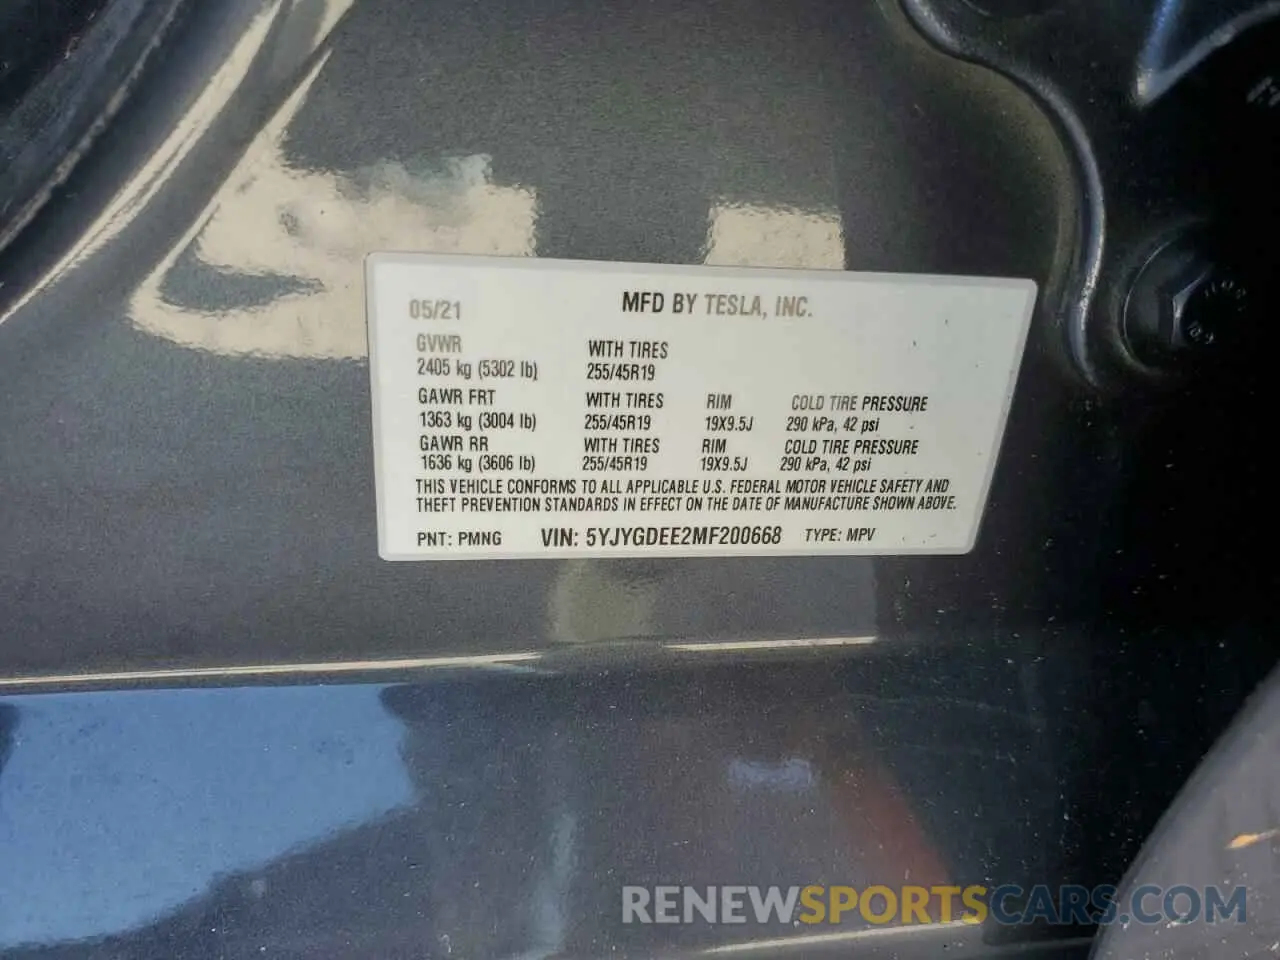 05/21 MFD BY TESLA, INC.
GVWR WITH TIRES
2405 kg (5302 lb) 255/45R19
GAWR FRT WITH TIRES RIM COLD TIRE PRESSURE
1363 kg (3004 lb) 255/45R19 19X9.5J 290 kPa, 42 psi
GAWR RR WITH TIRES RIM COLD TIRE PRESSURE
1636 kg (3606 lb) 255/45R19 19X9.5J 290 kPa, 42 psi
THIS VEHICLE CONFORMS TO ALL APPLICABLE U.S. FEDERAL MOTOR VEHICLE SAFETY AND
THEFT PREVENTION STANDARDS IN EFFECT ON THE DATE OF MANUFACTURE SHOWN ABOVE.
PNT: PMNG VIN: 5YJYGDEE2MF200668 TYPE: MPV
RENEWSPORTSCARS.COM